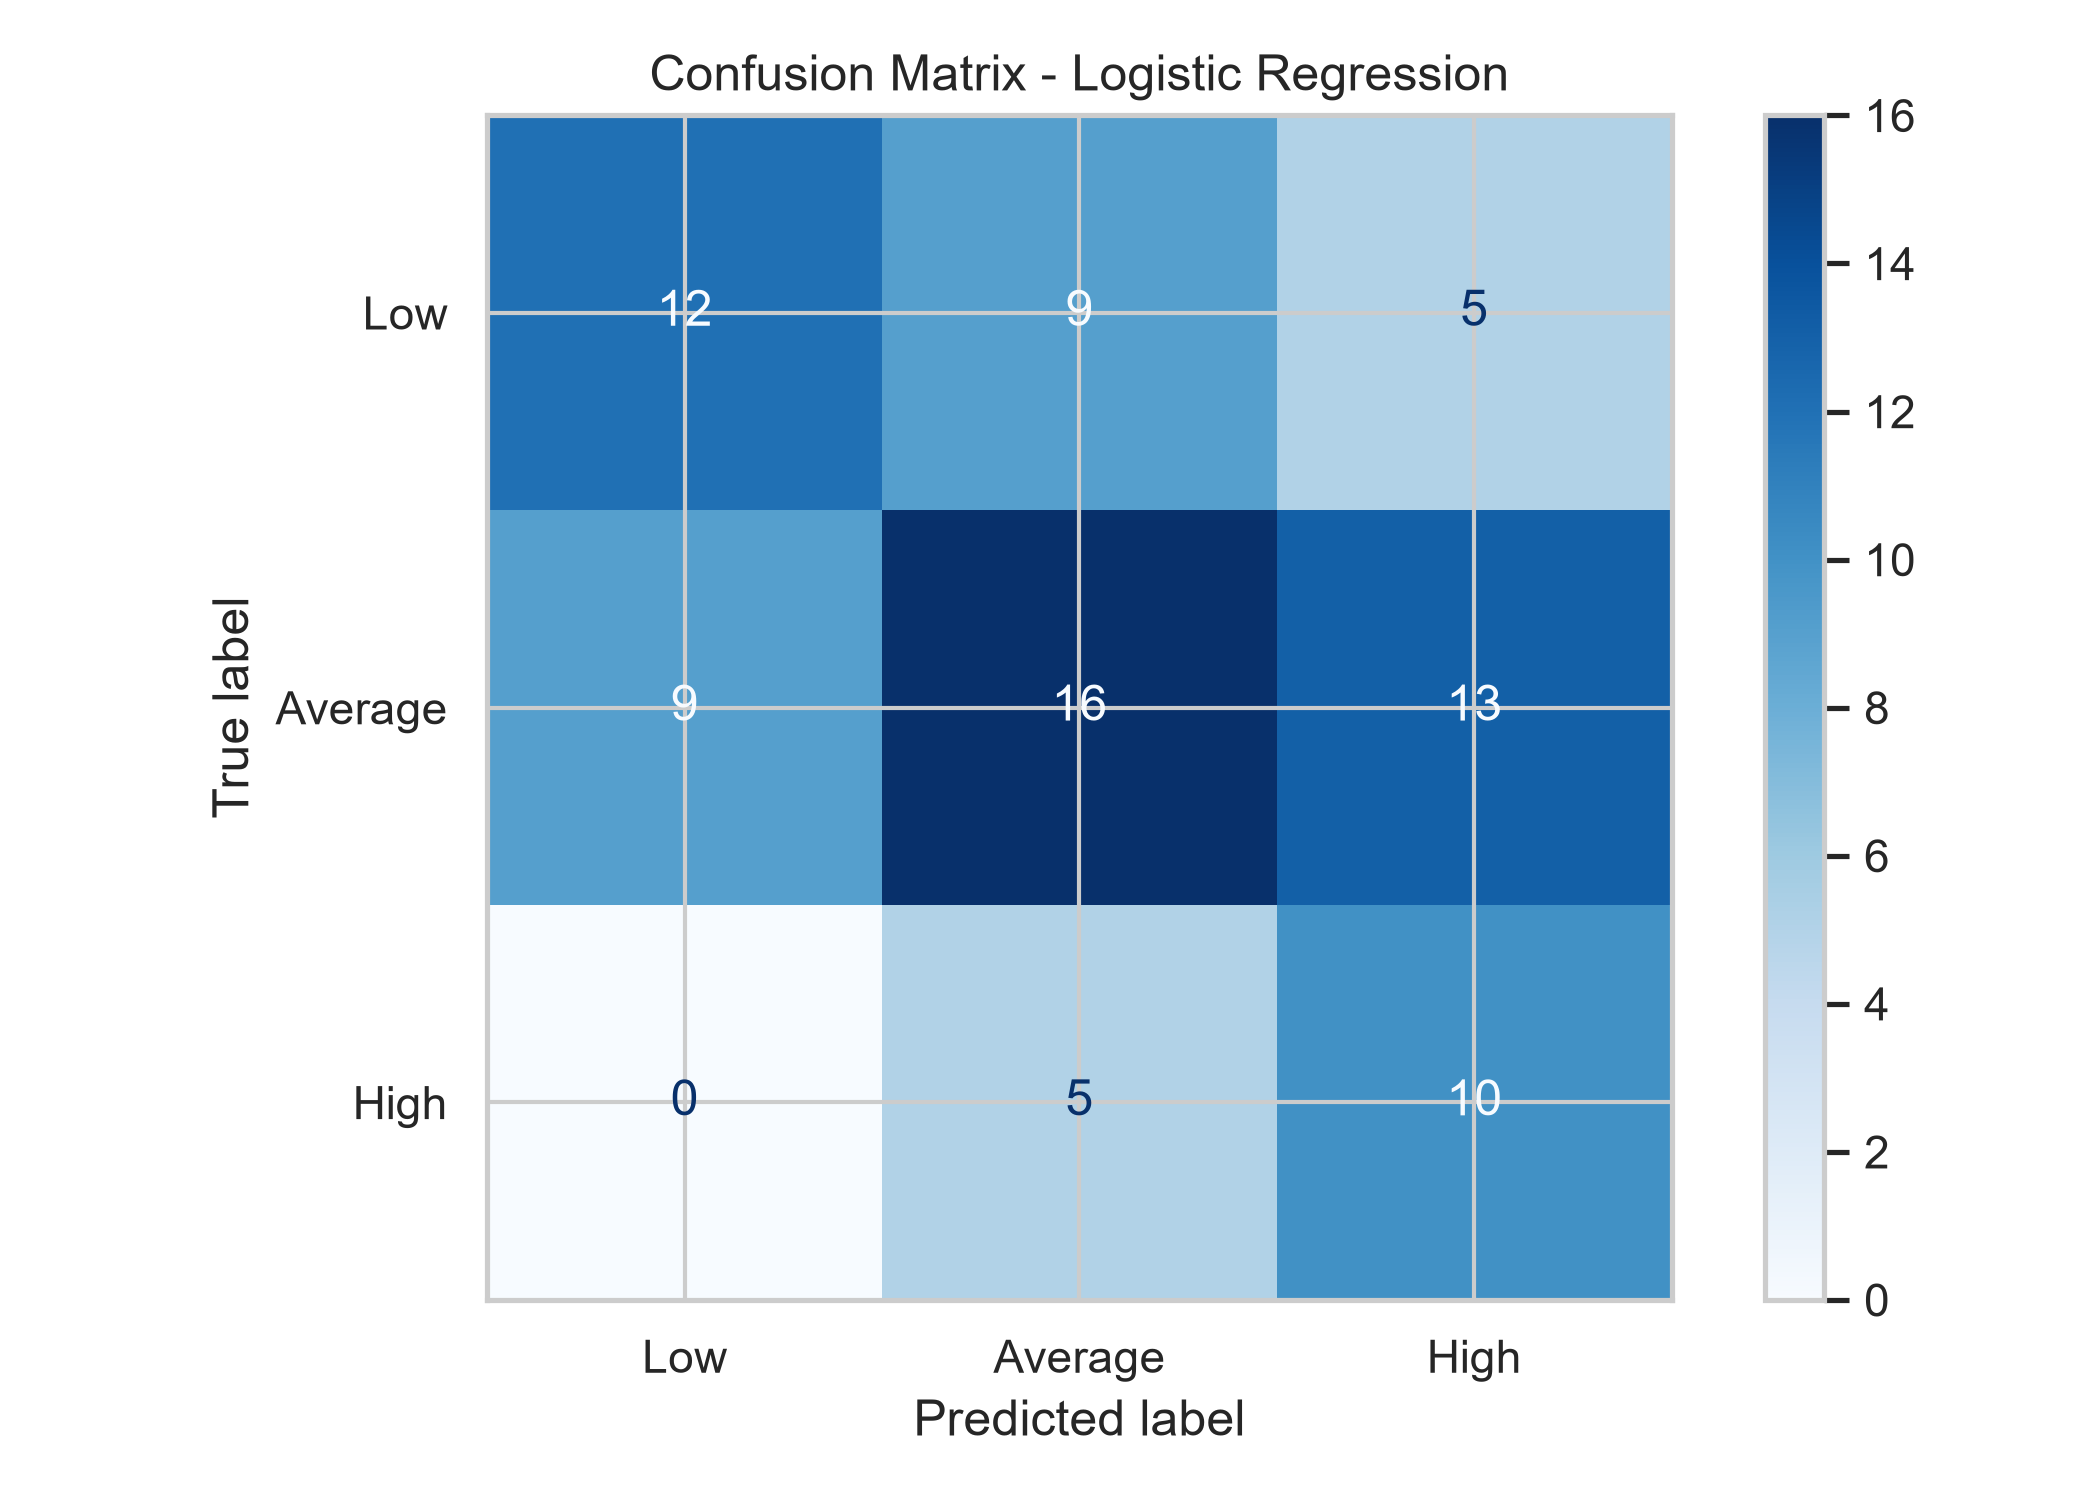 Confusion Matrix - Logistic Regression
16
14
12
10
8
6
4
2
0
Low 12 9 5
Average 9 16 13
High 0 5 10
True label
Low Average High
Predicted label